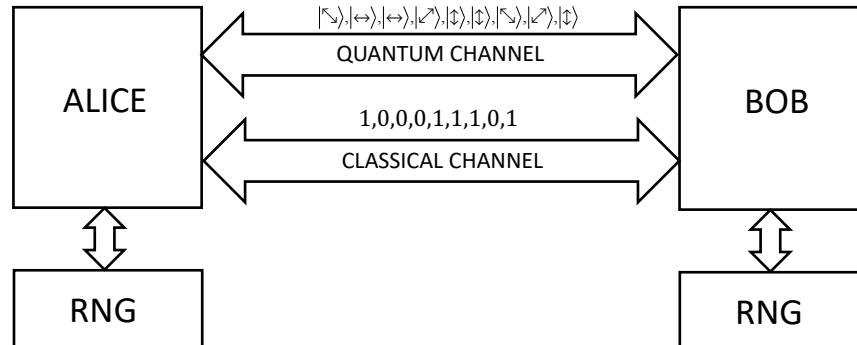 |⤡⟩,|↔⟩,|↔⟩,|⤢⟩,|↕⟩,|↕⟩,|⤡⟩,|⤢⟩,|↕⟩
QUANTUM CHANNEL
ALICE
BOB
1,0,0,0,1,1,1,0,1
CLASSICAL CHANNEL
RNG
RNG